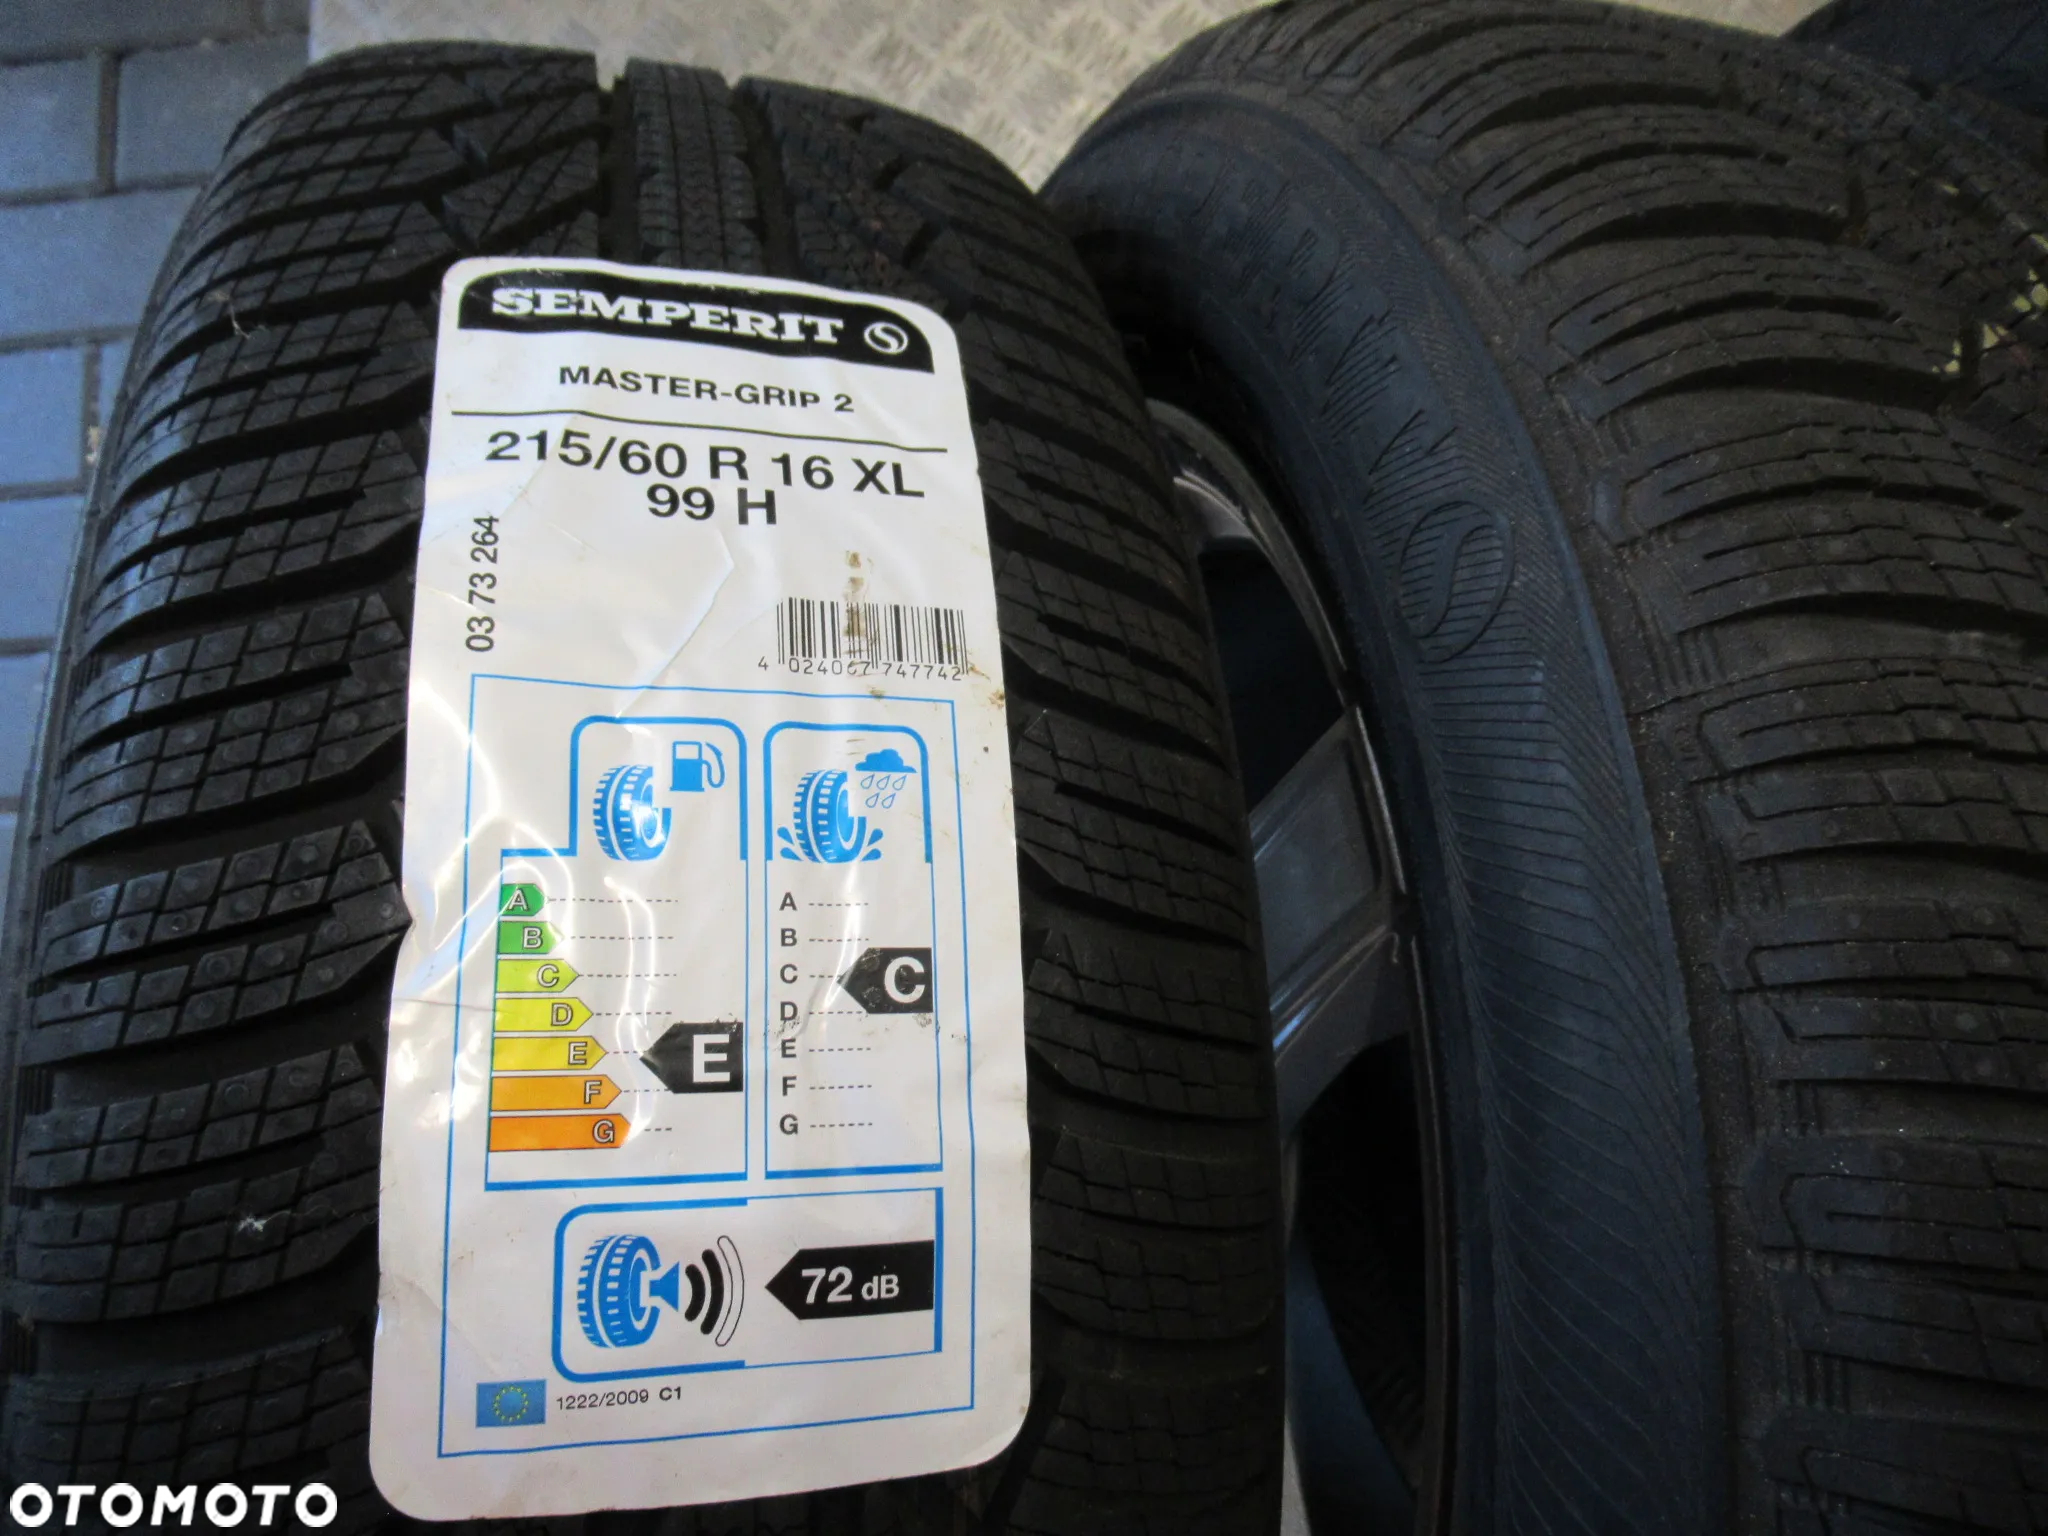 SEMPERIT S
MASTER-GRIP 2
215/60 R 16 XL
99 H
03 73 264
4 024067 747742
A
B
C
D
E
F
G
E
A
B
C
D
E
F
G
C
72 dB
1222/2009 C1
OTOMOTO